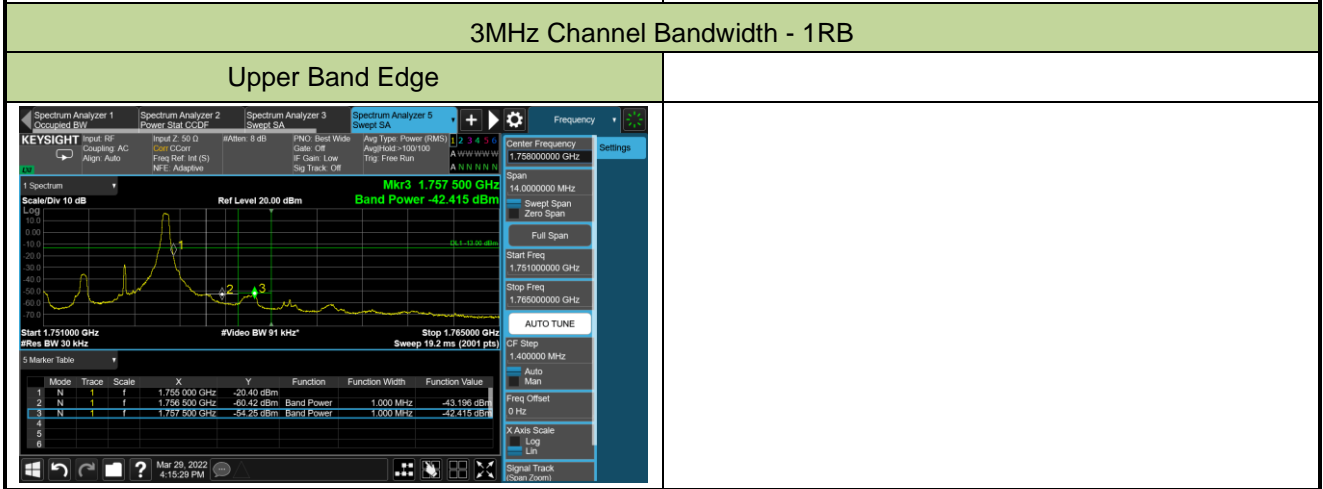 3MHz Channel Bandwidth - 1RB
Upper Band Edge
Spectrum Analyzer 1
Occupied BW
Spectrum Analyzer 2
Power Stat CCDF
Spectrum Analyzer 3
Swept SA
Spectrum Analyzer 5
Swept SA
Frequency
KEYSIGHT
Input: RF
Coupling: AC
Align: Auto
Input Z: 50 Ω
Corr CCorr
Freq Ref: Int (S)
NFE: Adaptive
#Atten: 8 dB
PNO: Best Wide
Gate: Off
IF Gain: Low
Sig Track: Off
Avg Type: Power (RMS)
Avg|Hold:>100/100
Trig: Free Run
1 2 3 4 5 6
A W W W W W
A N N N N N
1 Spectrum
Scale/Div 10 dB
Ref Level 20.00 dBm
Mkr3 1.757 500 GHz
Band Power -42.415 dBm
Log
10.0
0.00
-10.0
-20.0
-30.0
-40.0
-50.0
-60.0
-70.0
DL1 -13.00 dBm
1
2
3
Start 1.751000 GHz
#Video BW 91 kHz*
Stop 1.765000 GHz
#Res BW 30 kHz
Sweep 19.2 ms (2001 pts)
5 Marker Table
Mode Trace Scale X Y Function Function Width Function Value
1 N 1 f 1.755 000 GHz -20.40 dBm
2 N 1 f 1.756 500 GHz -60.42 dBm Band Power 1.000 MHz -43.196 dBm
3 N 1 f 1.757 500 GHz -54.25 dBm Band Power 1.000 MHz -42.415 dBm
4
5
6
Mar 29, 2022
4:15:29 PM
Center Frequency
1.758000000 GHz
Settings
Span
14.0000000 MHz
Swept Span
Zero Span
Full Span
Start Freq
1.751000000 GHz
Stop Freq
1.765000000 GHz
AUTO TUNE
CF Step
1.400000 MHz
Auto
Man
Freq Offset
0 Hz
X Axis Scale
Log
Lin
Signal Track
(Span Zoom)